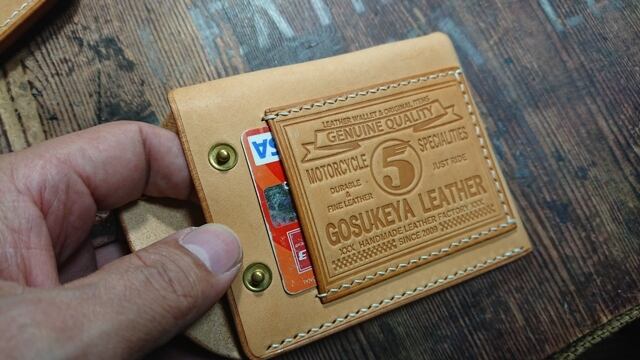 LEATHER WALLET & ORIGINAL ITEMS
GENUINE QUALITY
MOTORCYCLE 5 SPECIALITIES
DURABLE & FINE LEATHER
JUST RIDE
GOSUKEYA LEATHER
XXX HANDMADE LEATHER FACTORY XXX
SINCE 2009
VISA